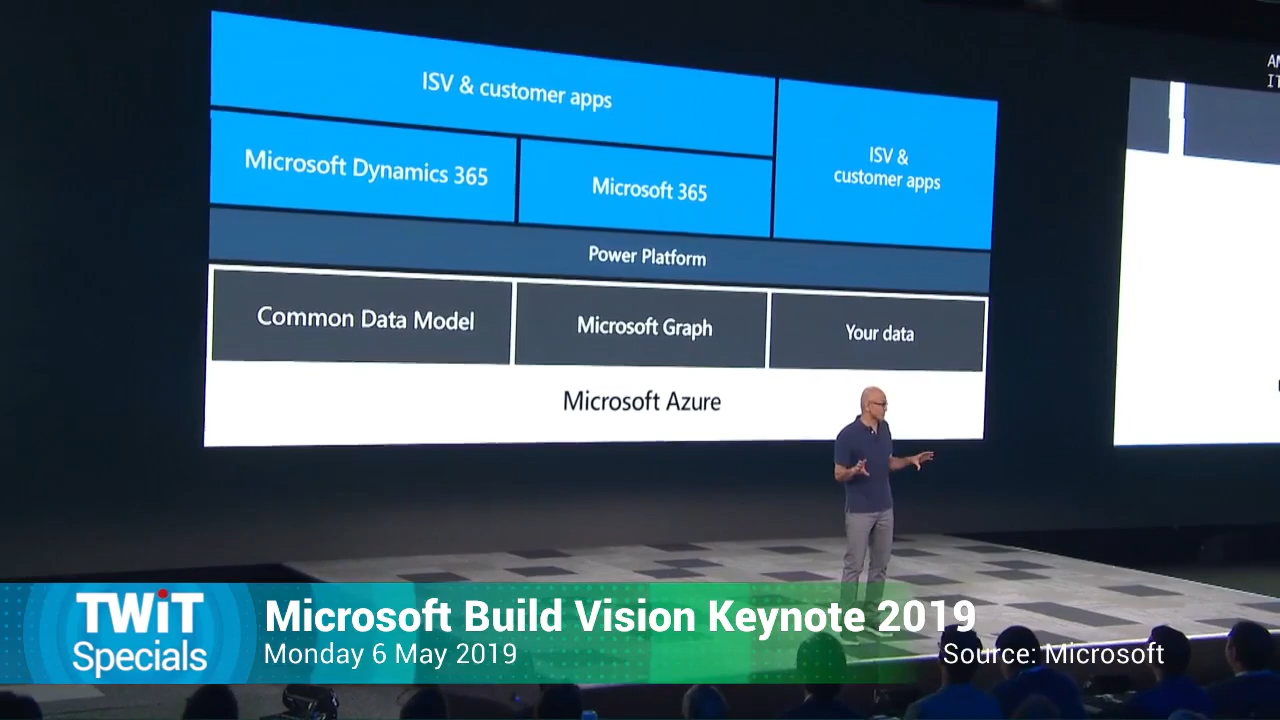 ISV & customer apps
ISV &
customer apps
Microsoft Dynamics 365
Microsoft 365
Power Platform
Common Data Model
Microsoft Graph
Your data
Microsoft Azure
TWiT
Specials
Microsoft Build Vision Keynote 2019
Monday 6 May 2019
Source: Microsoft